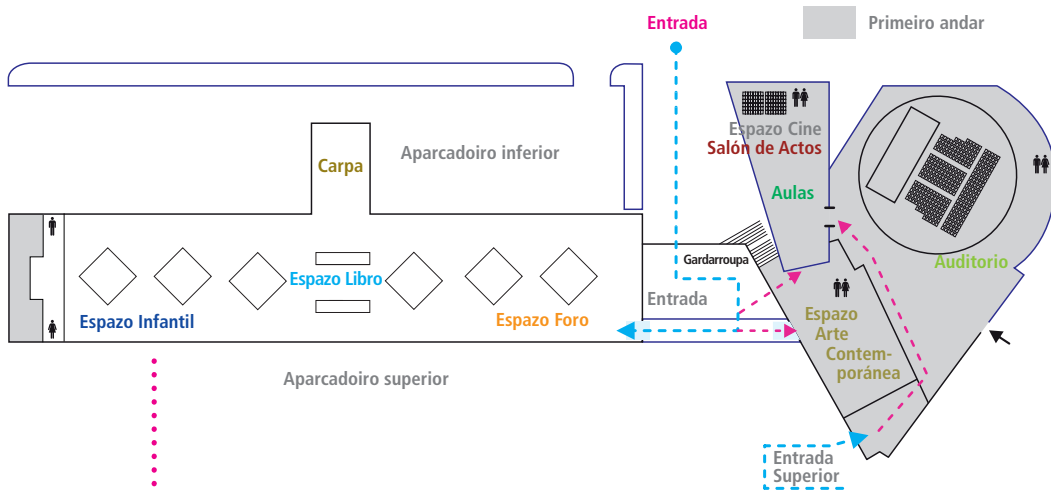 Entrada
Primeiro andar
Espazo Cine
Salón de Actos
Aparcadoiro inferior
Carpa
Aulas
Gardarroupa
Auditorio
Espazo Libro
Entrada
Espazo Infantil
Espazo Foro
Espazo
Arte
Contem-
poránea
Aparcadoiro superior
Entrada
Superior